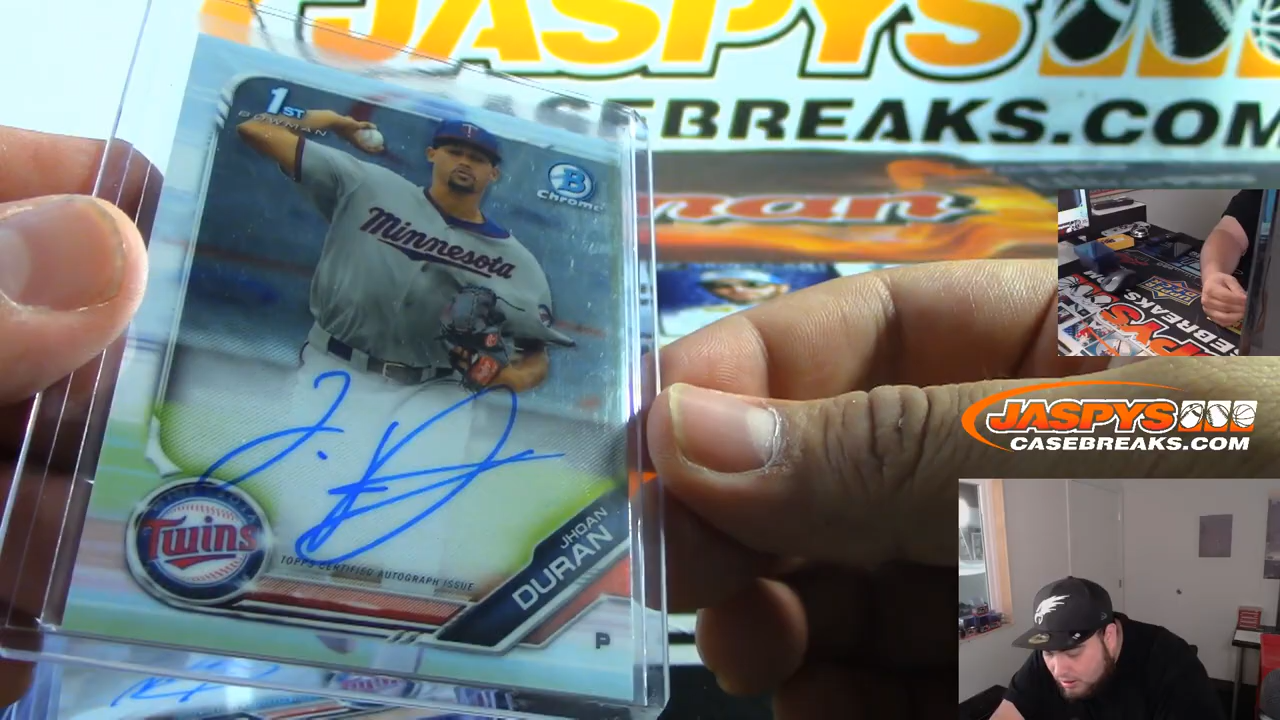 JASPYS
CASEBREAKS.COM
1ST
BOWMAN
T
B
Chrome
Minnesota
Twins
TOPPS CERTIFIED AUTOGRAPH ISSUE
JHOAN
DURAN
P
JASPYS
CASEBREAKS.COM